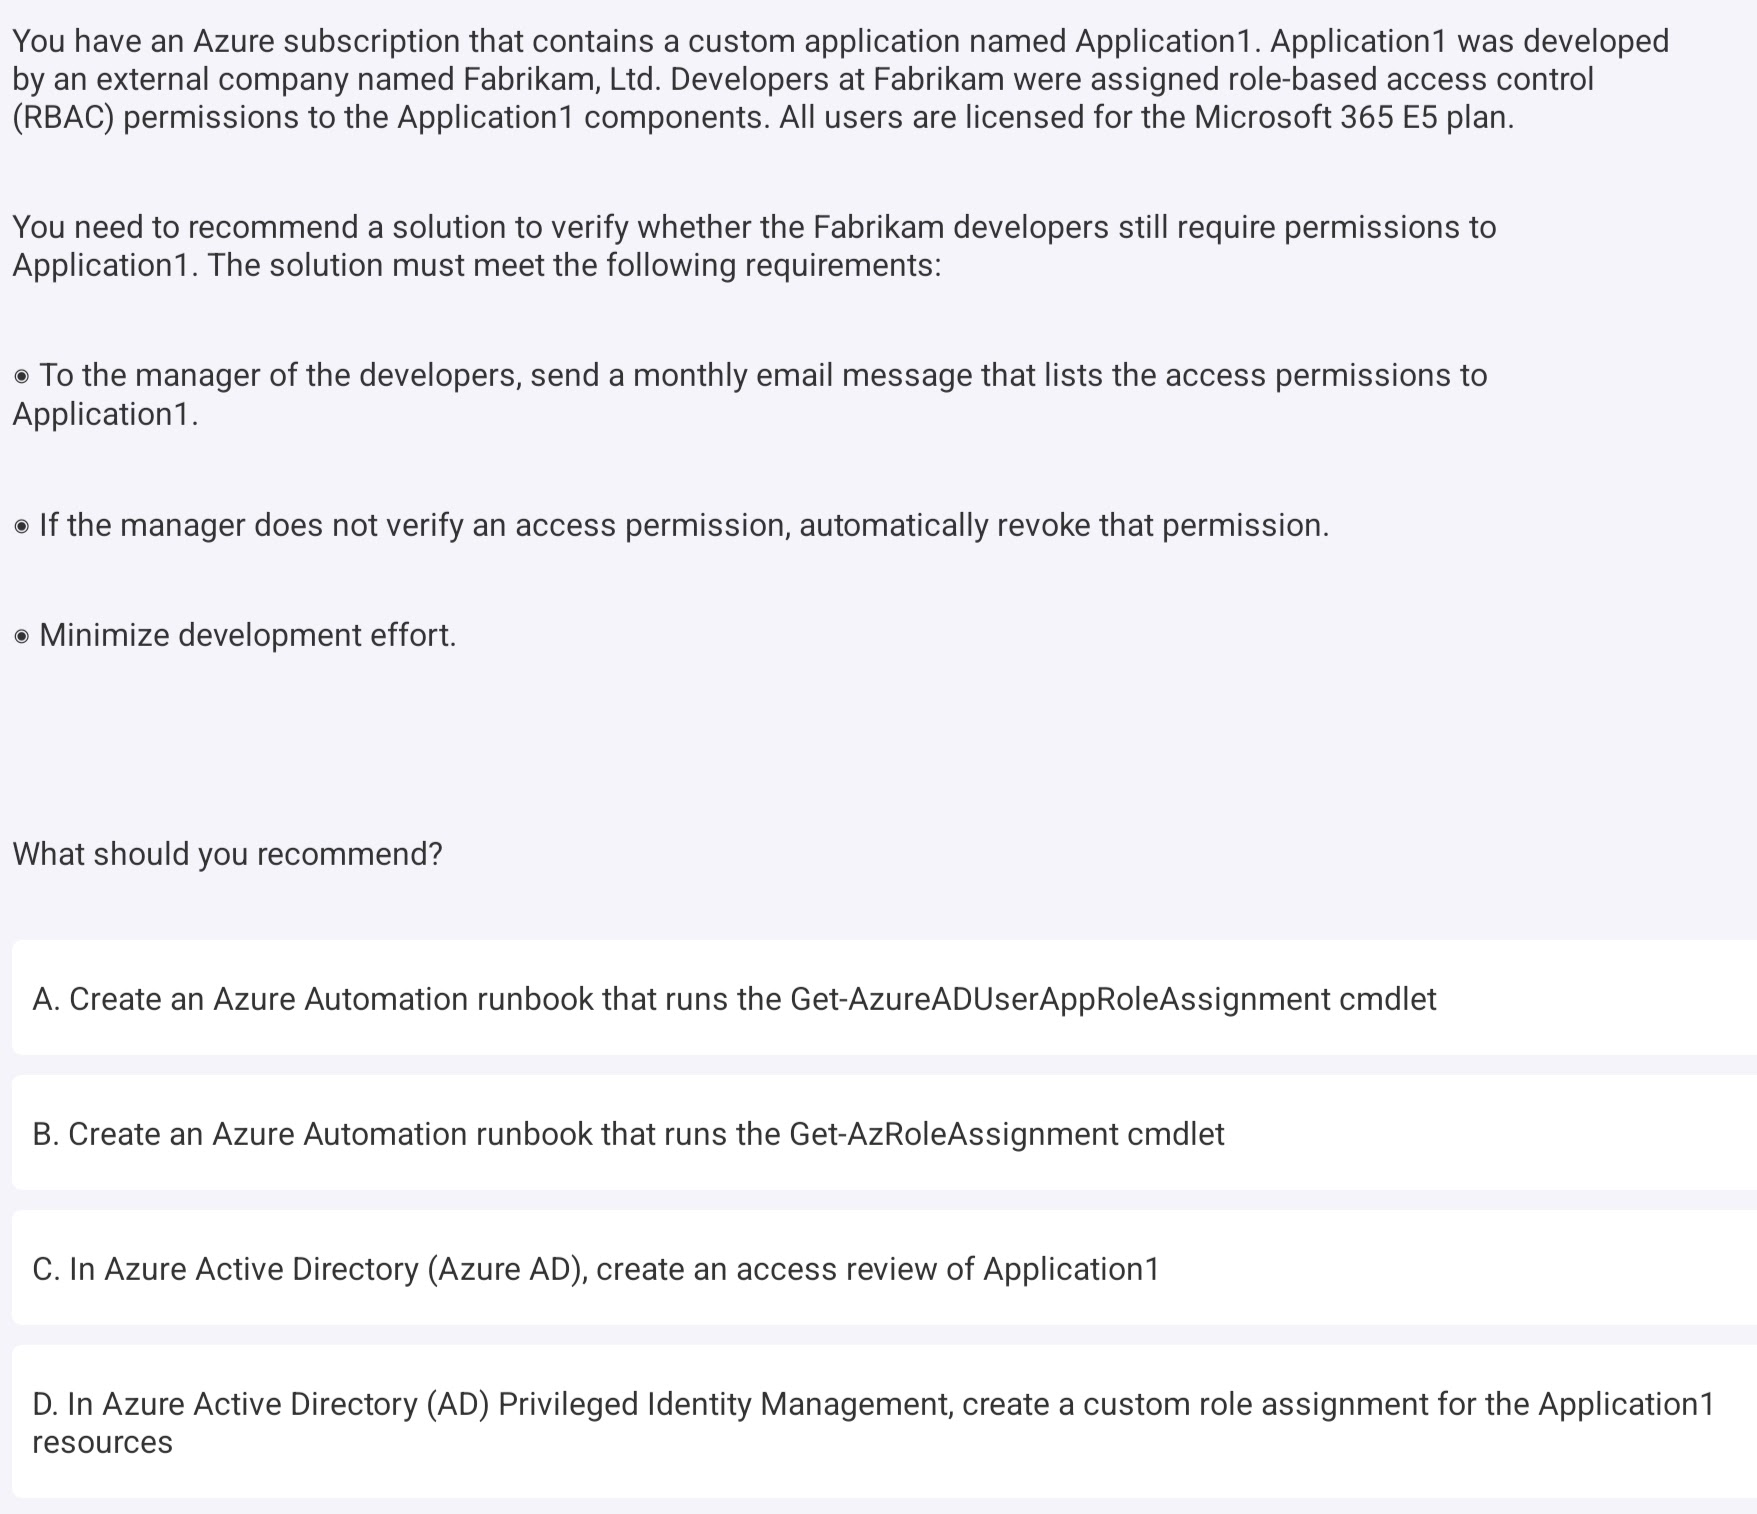 You have an Azure subscription that contains a custom application named Application1. Application1 was developed
by an external company named Fabrikam, Ltd. Developers at Fabrikam were assigned role-based access control
(RBAC) permissions to the Application1 components. All users are licensed for the Microsoft 365 E5 plan.
You need to recommend a solution to verify whether the Fabrikam developers still require permissions to
Application1. The solution must meet the following requirements:
◉ To the manager of the developers, send a monthly email message that lists the access permissions to
Application1.
◉ If the manager does not verify an access permission, automatically revoke that permission.
◉ Minimize development effort.
What should you recommend?
A. Create an Azure Automation runbook that runs the Get-AzureADUserAppRoleAssignment cmdlet
B. Create an Azure Automation runbook that runs the Get-AzRoleAssignment cmdlet
C. In Azure Active Directory (Azure AD), create an access review of Application1
D. In Azure Active Directory (AD) Privileged Identity Management, create a custom role assignment for the Application1
resources